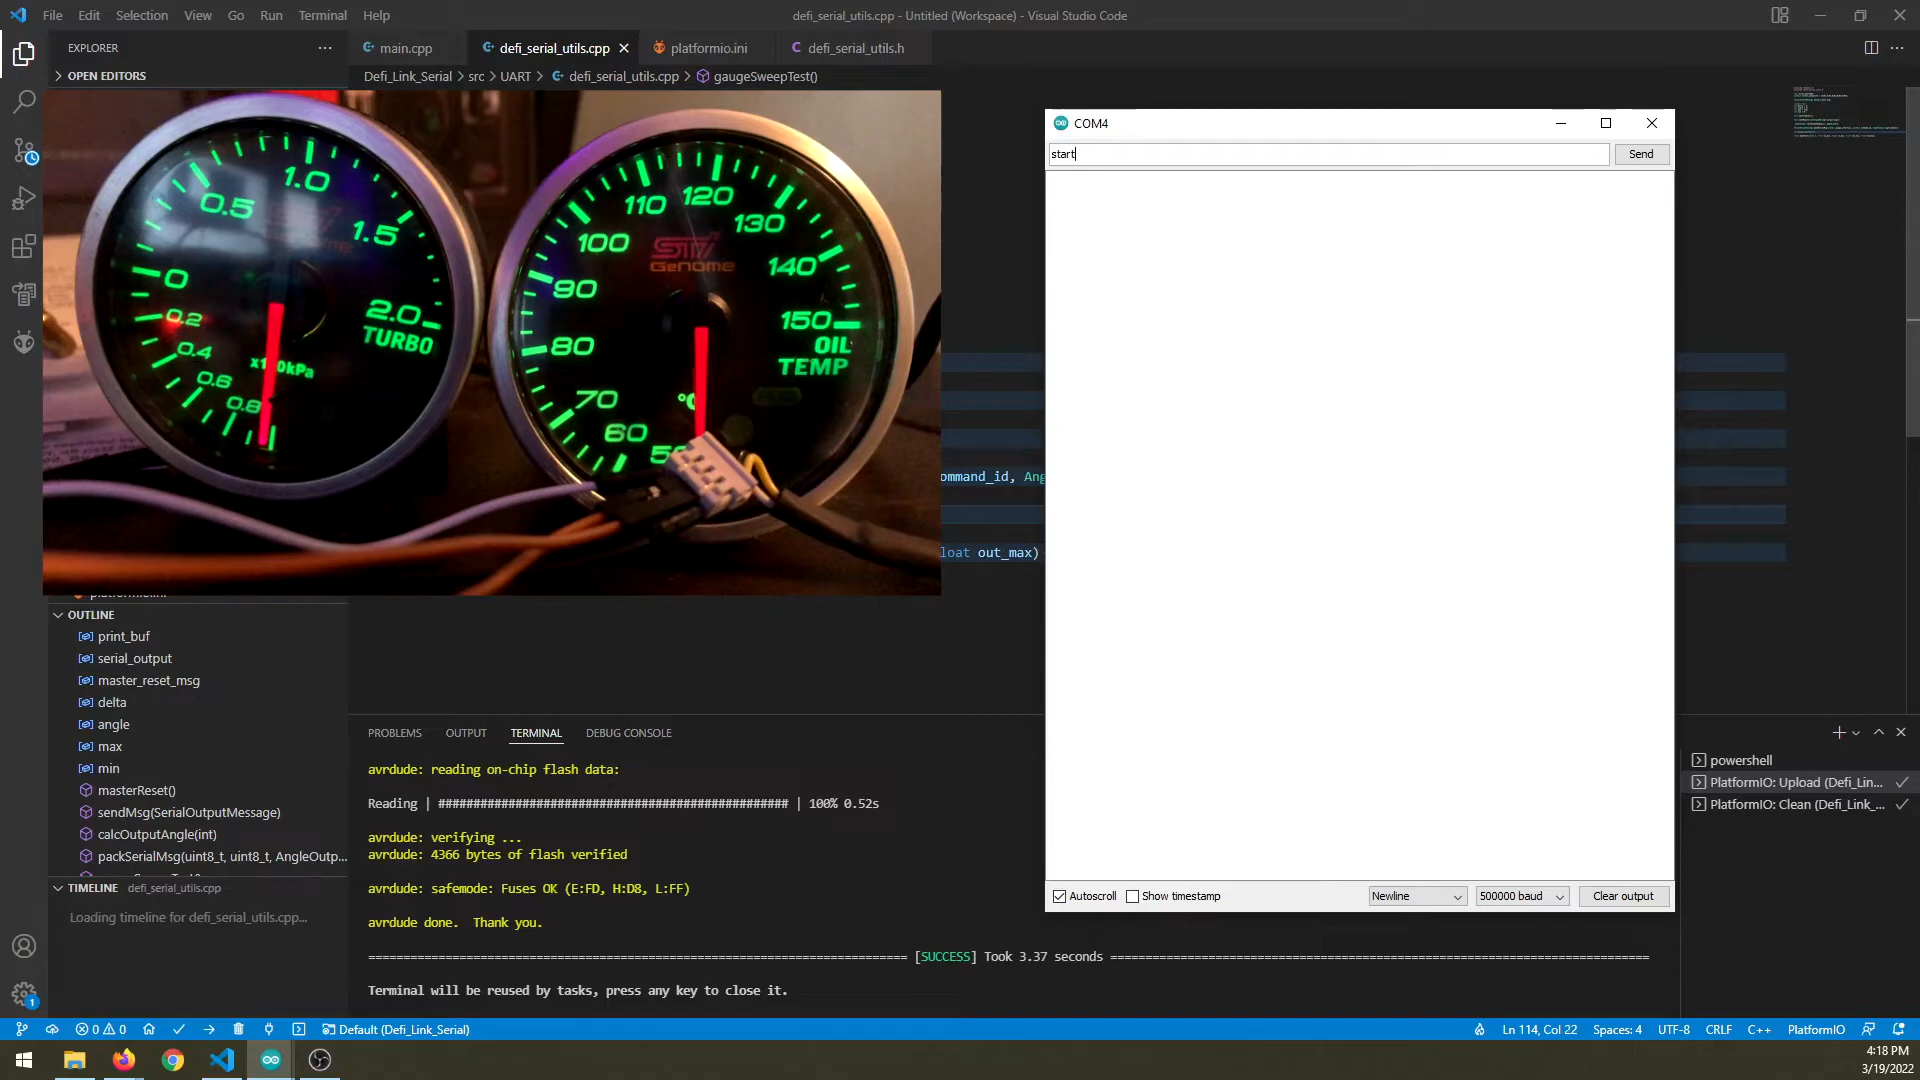 File Edit Selection View Go Run Terminal Help
defi_serial_utils.cpp - Untitled (Workspace) - Visual Studio Code
EXPLORER
main.cpp
defi_serial_utils.cpp
platformio.ini
defi_serial_utils.h
OPEN EDITORS
Defi_Link_Serial > src > UART > defi_serial_utils.cpp > gaugeSweepTest()
0.5
1.0
1.5
0
2.0
TURBO
0.2
0.4
0.6
0.8
110
120
130
100
140
90
150
OIL
TEMP
80
70
60
STI
Genome
°C
ommand_id, Ang
loat out_max)
COM4
start
Send
Autoscroll
Show timestamp
Newline
500000 baud
Clear output
OUTLINE
print_buf
serial_output
master_reset_msg
delta
angle
max
min
masterReset()
sendMsg(SerialOutputMessage)
calcOutputAngle(int)
packSerialMsg(uint8_t, uint8_t, AngleOutp...
TIMELINE defi_serial_utils.cpp
Loading timeline for defi_serial_utils.cpp...
PROBLEMS OUTPUT TERMINAL DEBUG CONSOLE
avrdude: reading on-chip flash data:
Reading | ################################################## | 100% 0.52s
avrdude: verifying ...
avrdude: 4366 bytes of flash verified
avrdude: safemode: Fuses OK (E:FD, H:D8, L:FF)
avrdude done.  Thank you.
[SUCCESS] Took 3.37 seconds
Terminal will be reused by tasks, press any key to close it.
powershell
PlatformIO: Upload (Defi_Lin...
PlatformIO: Clean (Defi_Link_...
1
0 0
Default (Defi_Link_Serial)
Ln 114, Col 22
Spaces: 4
UTF-8
CRLF
C++
PlatformIO
4:18 PM
3/19/2022